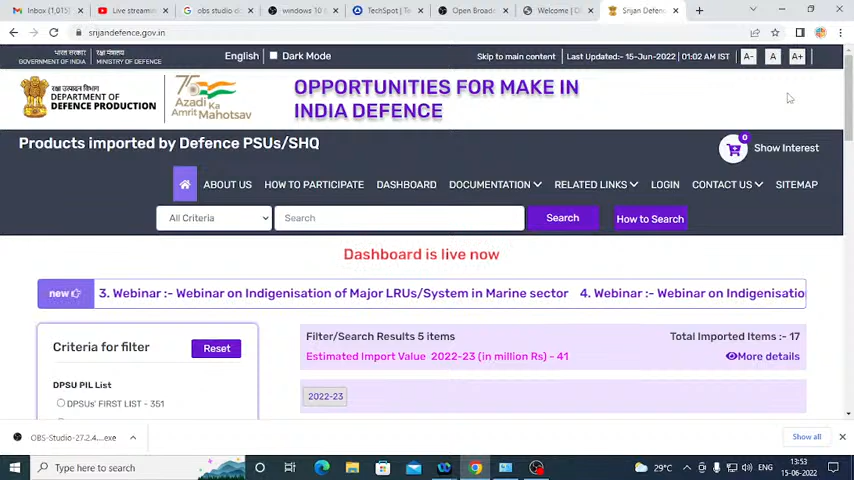 Inbox (1,015)
Live streamin
obs studio d
windows 10 (
TechSpot | Te
Open Broadc
Welcome | D
Srijan Defenc
srijandefence.gov.in
भारत सरकार
GOVERNMENT OF INDIA
रक्षा मंत्रालय
MINISTRY OF DEFENCE
English
Dark Mode
Skip to main content
Last Updated:- 15-Jun-2022 | 01:02 AM IST
A-
A
A+
रक्षा उत्पादन विभाग
DEPARTMENT OF
DEFENCE PRODUCTION
75
Azadi Ka
Amrit Mahotsav
OPPORTUNITIES FOR MAKE IN
INDIA DEFENCE
Products imported by Defence PSUs/SHQ
0
Show Interest
ABOUT US
HOW TO PARTICIPATE
DASHBOARD
DOCUMENTATION
RELATED LINKS
LOGIN
CONTACT US
SITEMAP
All Criteria
Search
Search
How to Search
Dashboard is live now
new
3. Webinar :- Webinar on Indigenisation of Major LRUs/System in Marine sector
4. Webinar :- Webinar on Indigenisatio
Criteria for filter
Reset
DPSU PIL List
DPSUs' FIRST LIST - 351
Filter/Search Results 5 items
Total Imported Items :- 17
Estimated Import Value 2022-23 (in million Rs) - 41
More details
2022-23
OBS-Studio-27.2.4....exe
Show all
Type here to search
29°C
ENG
13:53
15-06-2022